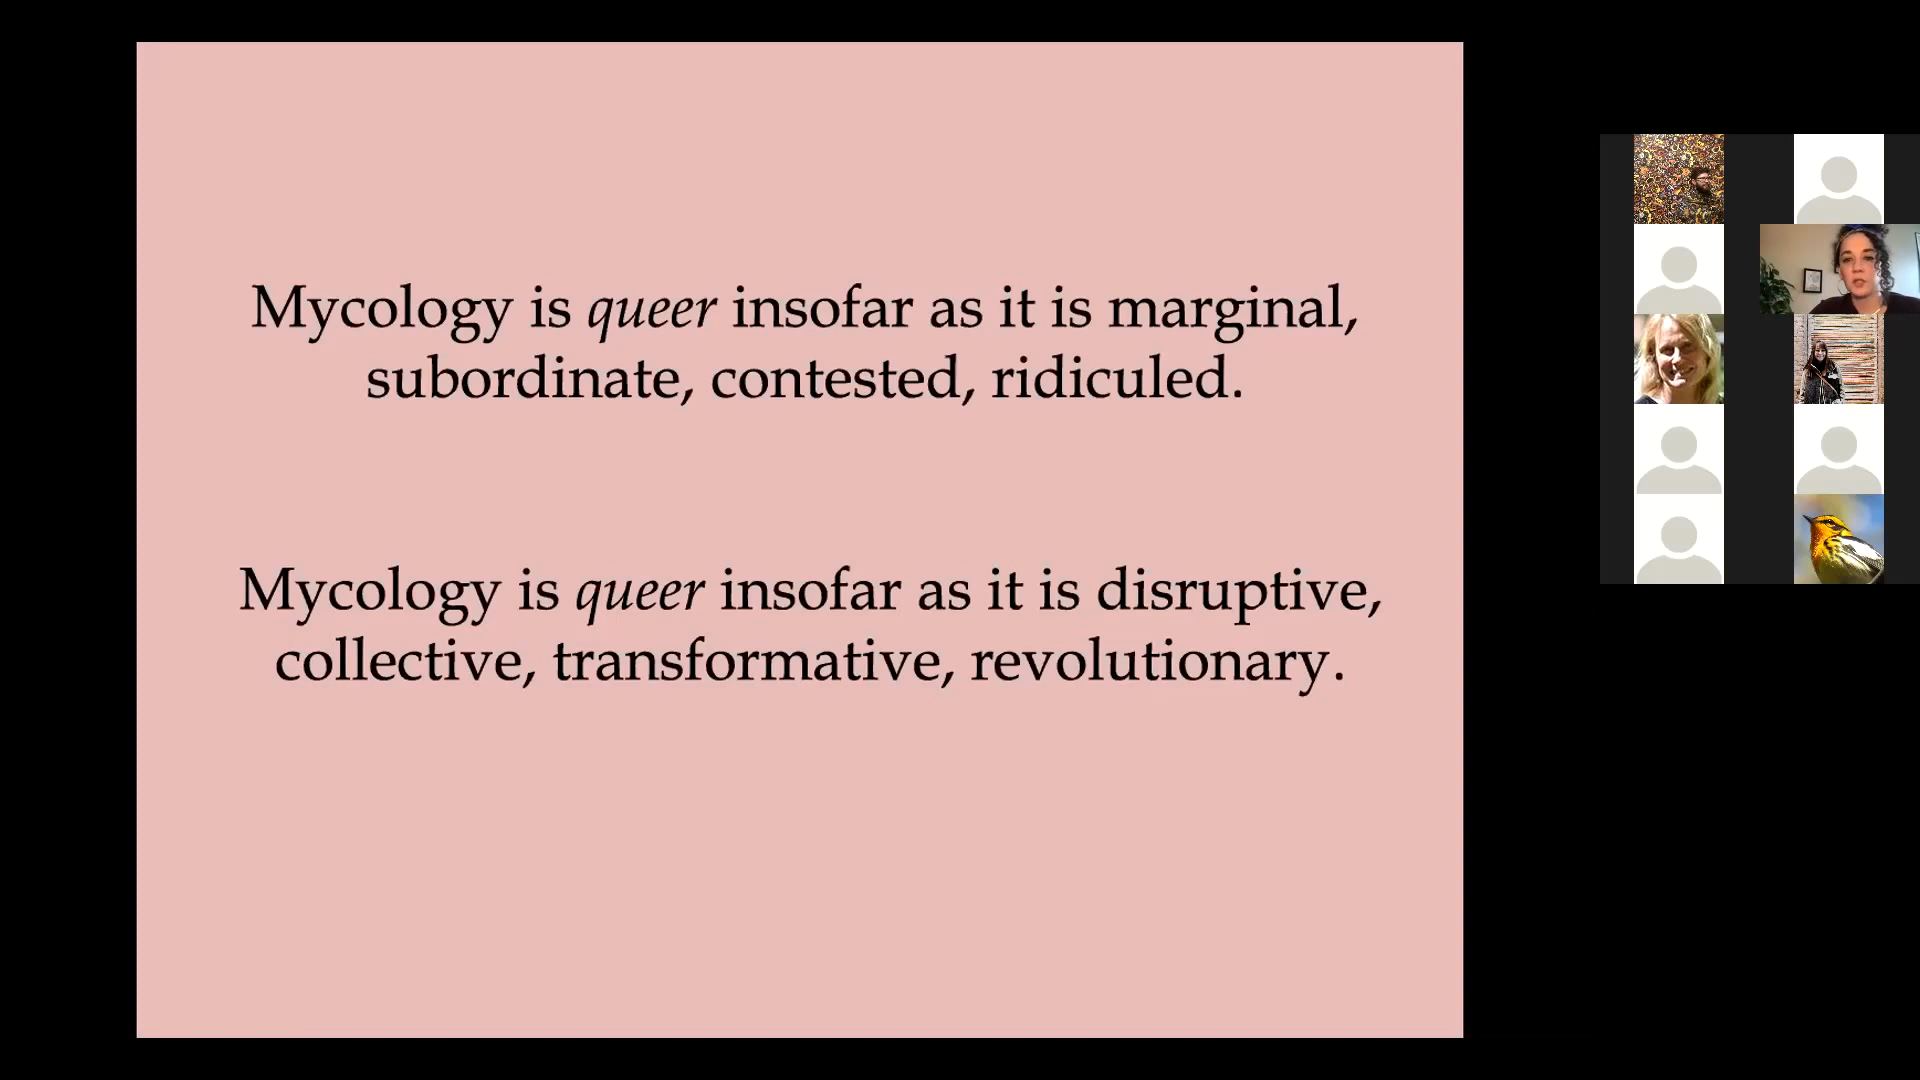 Mycology is queer insofar as it is marginal,
subordinate, contested, ridiculed.
Mycology is queer insofar as it is disruptive,
collective, transformative, revolutionary.